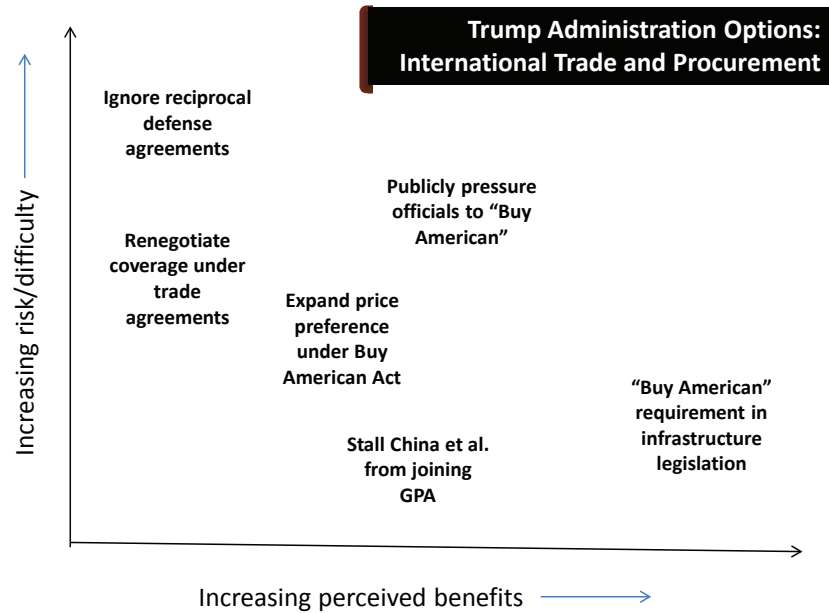 Trump Administration Options:
International Trade and Procurement
Increasing risk/difficulty
Ignore reciprocal
defense
agreements
Publicly pressure
officials to “Buy
American”
Renegotiate
coverage under
trade
agreements
Expand price
preference
under Buy
American Act
“Buy American”
requirement in
infrastructure
legislation
Stall China et al.
from joining
GPA
Increasing perceived benefits